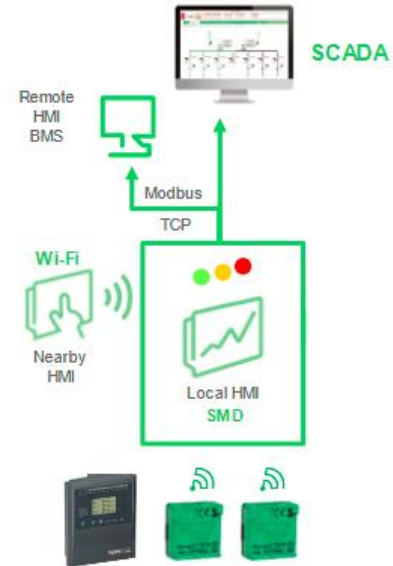 SCADA
Remote
HMI
BMS
Modbus
TCP
Wi-Fi
Nearby
HMI
Local HMI
SMD